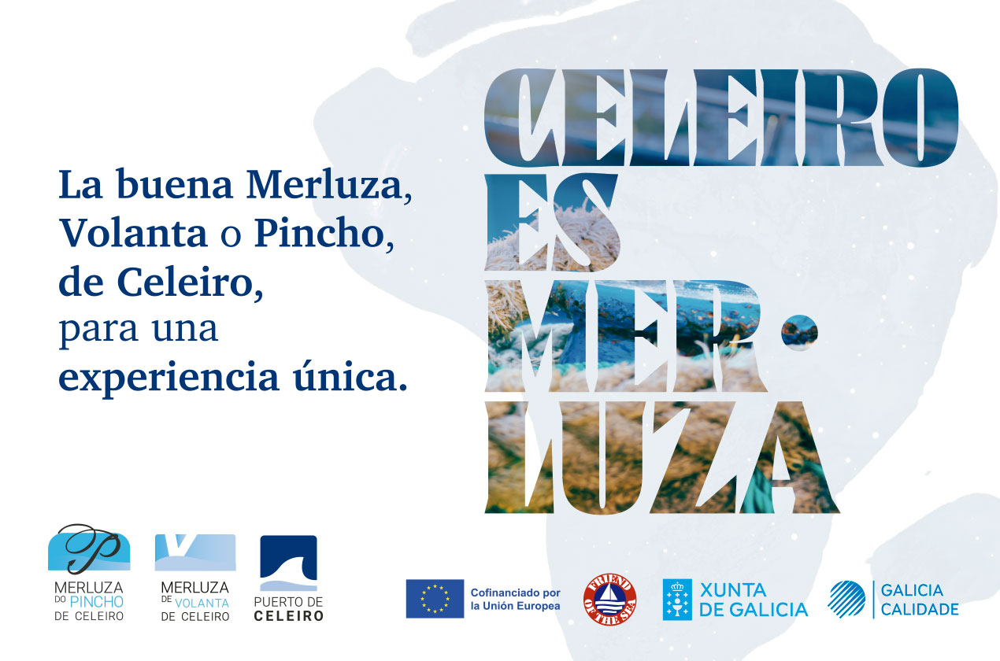 La buena Merluza,
Volanta o Pincho,
de Celeiro,
para una
experiencia única.
CELEIRO
ES
MER·
LUZA
P
MERLUZA
DO PINCHO
DE CELEIRO
V
MERLUZA
DE VOLANTA
DE CELEIRO
PUERTO DE
CELEIRO
Cofinanciado por
la Unión Europea
FRIEND
OF THE SEA
XUNTA
DE GALICIA
GALICIA
CALIDADE